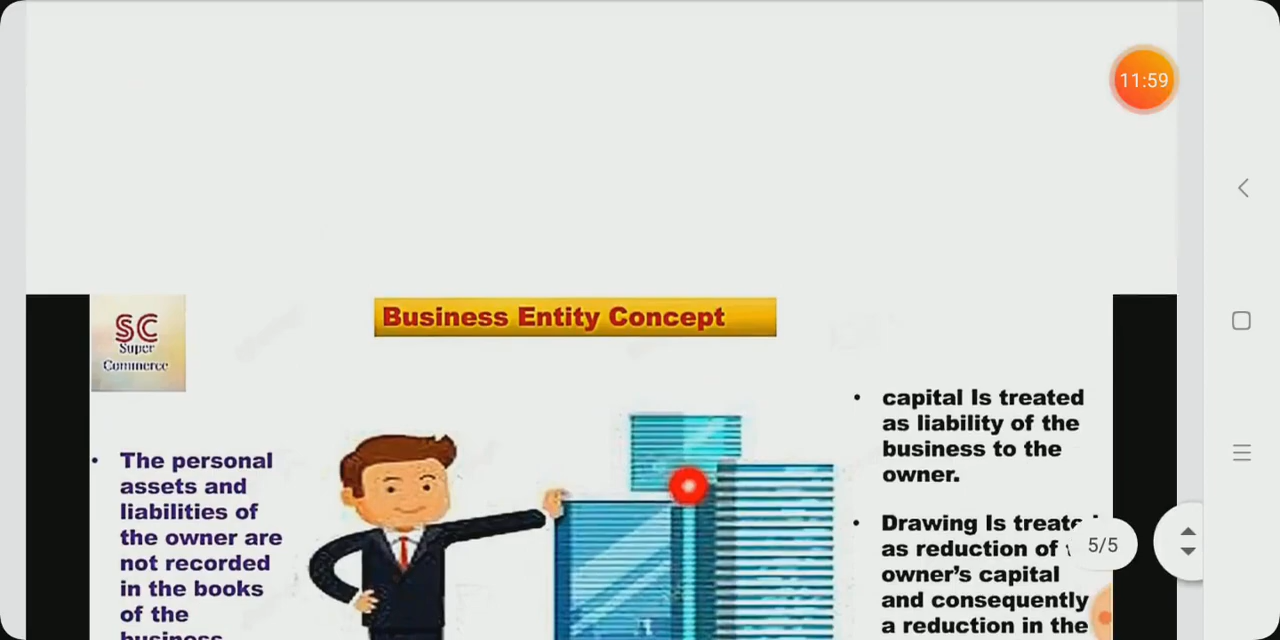 11:59
Business Entity Concept
SC
Super
Commerce
The personal
assets and
liabilities of
the owner are
not recorded
in the books
of the
business
• capital Is treated
as liability of the
business to the
owner.
• Drawing Is treate
as reduction of
owner's capital
and consequently
a reduction in the
5/5